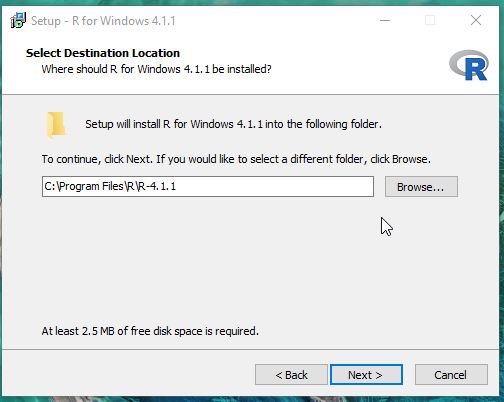 Setup - R for Windows 4.1.1
Select Destination Location
Where should R for Windows 4.1.1 be installed?
R
Setup will install R for Windows 4.1.1 into the following folder.
To continue, click Next. If you would like to select a different folder, click Browse.
C:\Program Files\R\R-4.1.1
Browse...
At least 2.5 MB of free disk space is required.
< Back
Next >
Cancel